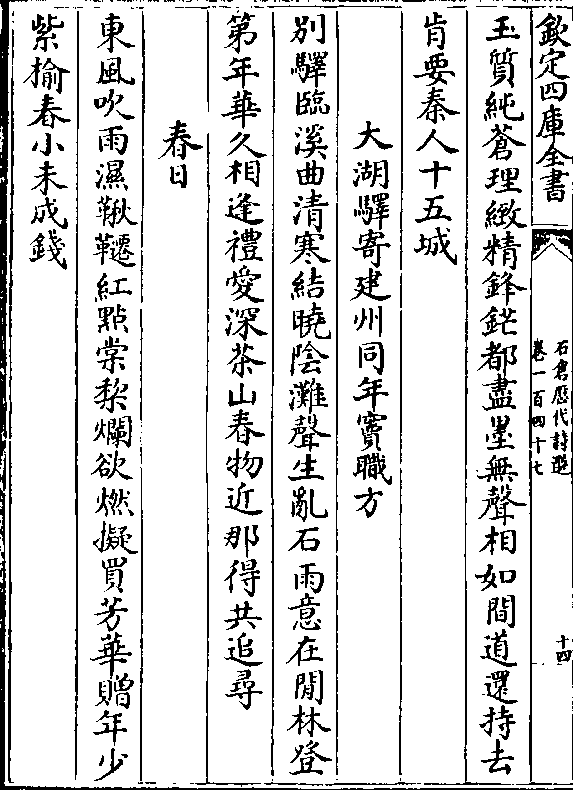 欽定四庫全書
石倉歷代詩選
卷一百四十七
十四
玉質純蒼理緻精鋒鋩都盡墨無聲相如間道還持去
肯要秦人十五城
大湖驛寄建州同年竇職方
別驛臨溪曲清寒結曉陰灘聲生亂石雨意在閒林登
第年華久相逢禮愛深茶山春物近那得共追尋
春日
東風吹雨濕鞦韆紅點棠梨爛欲燃擬買芳華贈年少
紫榆春小未成錢